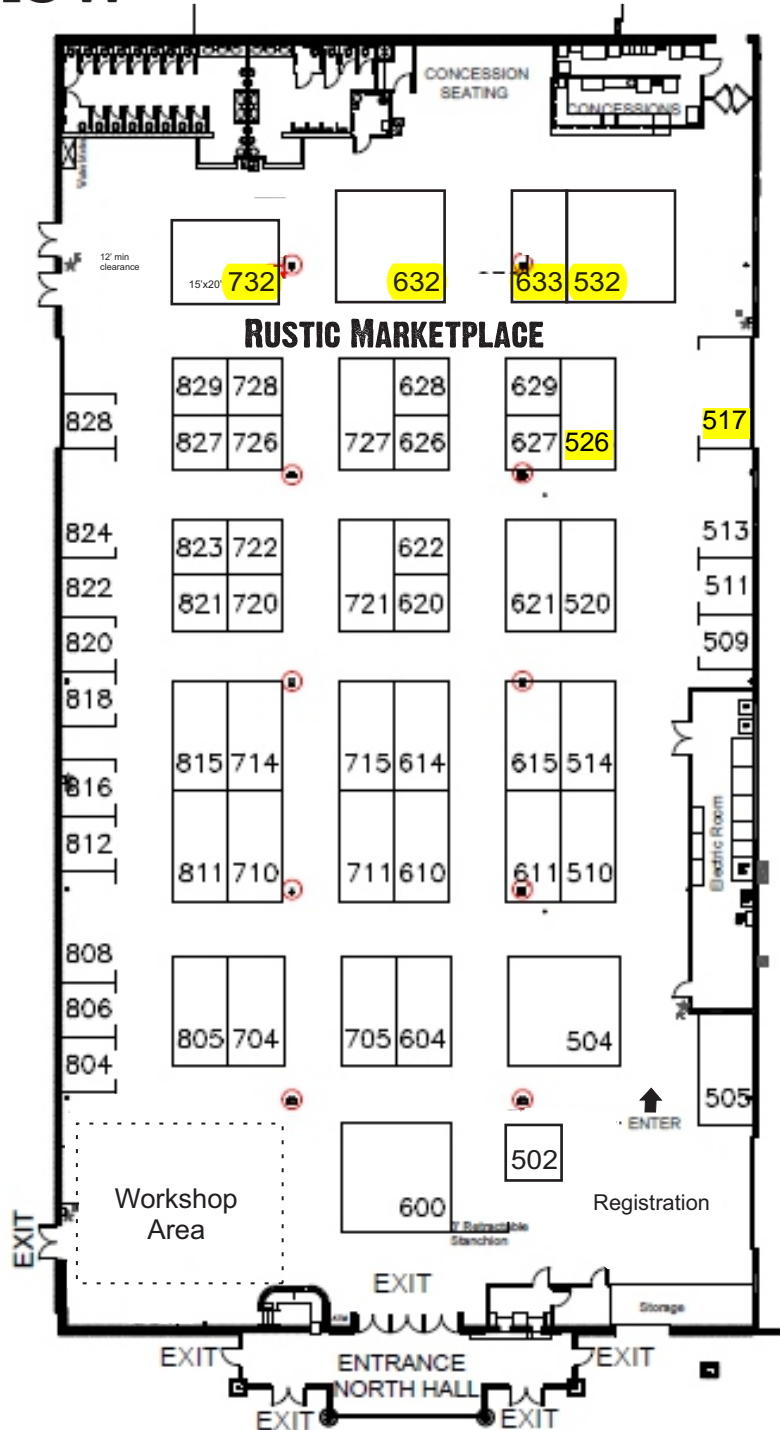 CONCESSION
SEATING
CONCESSIONS
12' min
clearance
15'x20'
732
632
633 532
RUSTIC MARKETPLACE
829 728
628
629
828
827 726
727 626
627 526
517
824
823 722
622
513
822
821 720
721 620
621 520
511
820
509
818
815 714
715 614
615 514
816
812
811 710
711 610
611 510
Electric Room
808
806
805 704
705 604
504
804
505
ENTER
502
Workshop
Area
600
Registration
Retractable
Stanchion
EXIT
EXIT
Storage
EXIT
ENTRANCE
NORTH HALL
EXIT
EXIT
EXIT